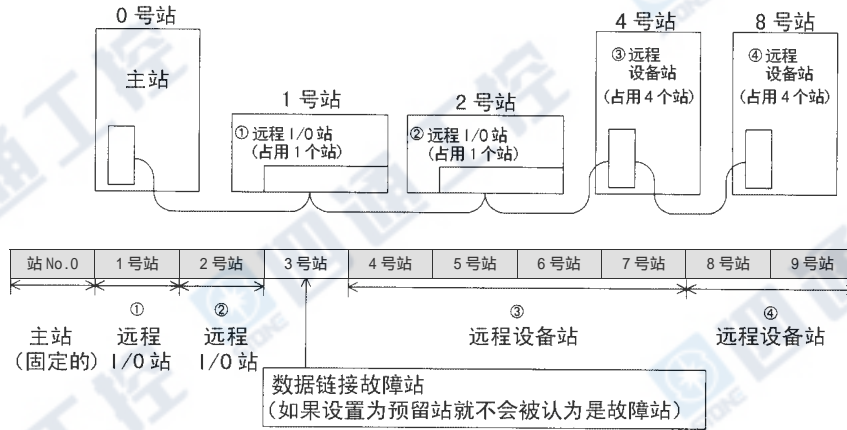 0 号站
4 号站
8 号站
主站
1 号站
2 号站
① 远程 I/O 站
(占用 1 个站)
② 远程 I/O 站
(占用 1 个站)
③ 远程
设备站
(占用 4 个站)
④ 远程
设备站
(占用 4 个站)
站No.0 1号站 2号站 3号站 4号站 5号站 6号站 7号站 8号站 9号站
① ② ③ ④
主站 远程 远程 远程设备站 远程设备站
(固定的) I/O 站 I/O 站
数据链接故障站
(如果设置为预留站就不会被认为是故障站)
四通工控